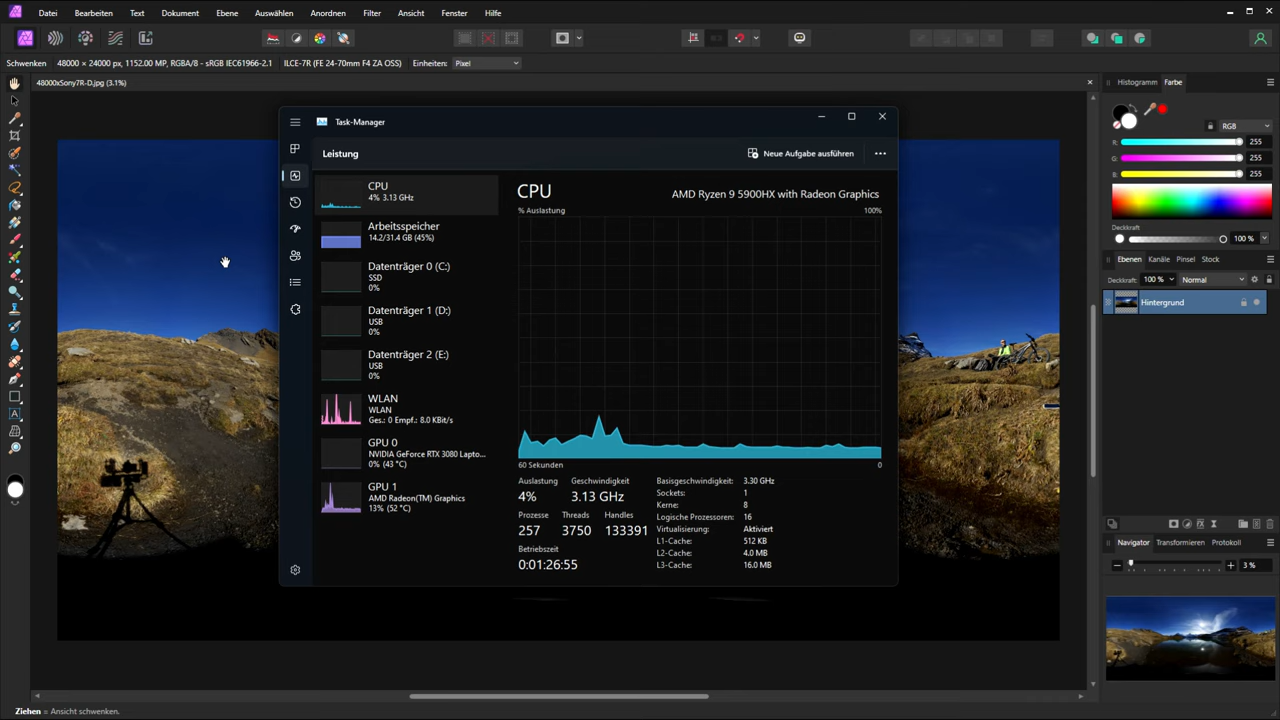 Datei Bearbeiten Text Dokument Ebene Auswählen Anordnen Filter Ansicht Fenster Hilfe
Schwenken 48000 × 24000 px, 1152.00 MP, RGBA/8 - sRGB IEC61966-2.1 ILCE-7R (FE 24-70mm F4 ZA OSS) Einheiten: Pixel
48000xSony7R-D.jpg (3.1%)
Task-Manager
Leistung
Neue Aufgabe ausführen
CPU
4% 3.13 GHz
Arbeitsspeicher
14.2/31.4 GB (45%)
Datenträger 0 (C:)
SSD
0%
Datenträger 1 (D:)
USB
0%
Datenträger 2 (E:)
USB
0%
WLAN
WLAN
Ges.: 0 Empf.: 8.0 KBit/s
GPU 0
NVIDIA GeForce RTX 3080 Lapto...
0% (43 °C)
GPU 1
AMD Radeon(TM) Graphics
13% (52 °C)
CPU AMD Ryzen 9 5900HX with Radeon Graphics
% Auslastung 100%
60 Sekunden 0
Auslastung Geschwindigkeit
4% 3.13 GHz
Prozesse Threads Handles
257 3750 133391
Betriebszeit
0:01:26:55
Basisgeschwindigkeit: 3.30 GHz
Sockets: 1
Kerne: 8
Logische Prozessoren: 16
Virtualisierung: Aktiviert
L1-Cache: 512 KB
L2-Cache: 4.0 MB
L3-Cache: 16.0 MB
Histogramm Farbe
RGB
R: 255
G: 255
B: 255
Deckkraft
100 %
Ebenen Kanäle Pinsel Stock
Deckkraft: 100 % Normal
Hintergrund
Navigator Transformieren Protokoll
3 %
Ziehen = Ansicht schwenken.